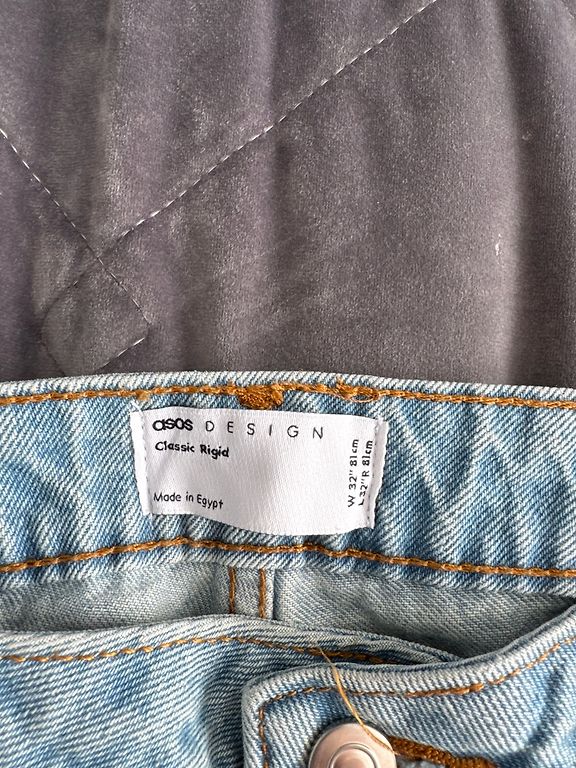 asos DESIGN
Classic Rigid
Made in Egypt
W 32" 81cm
L 32" R 81cm